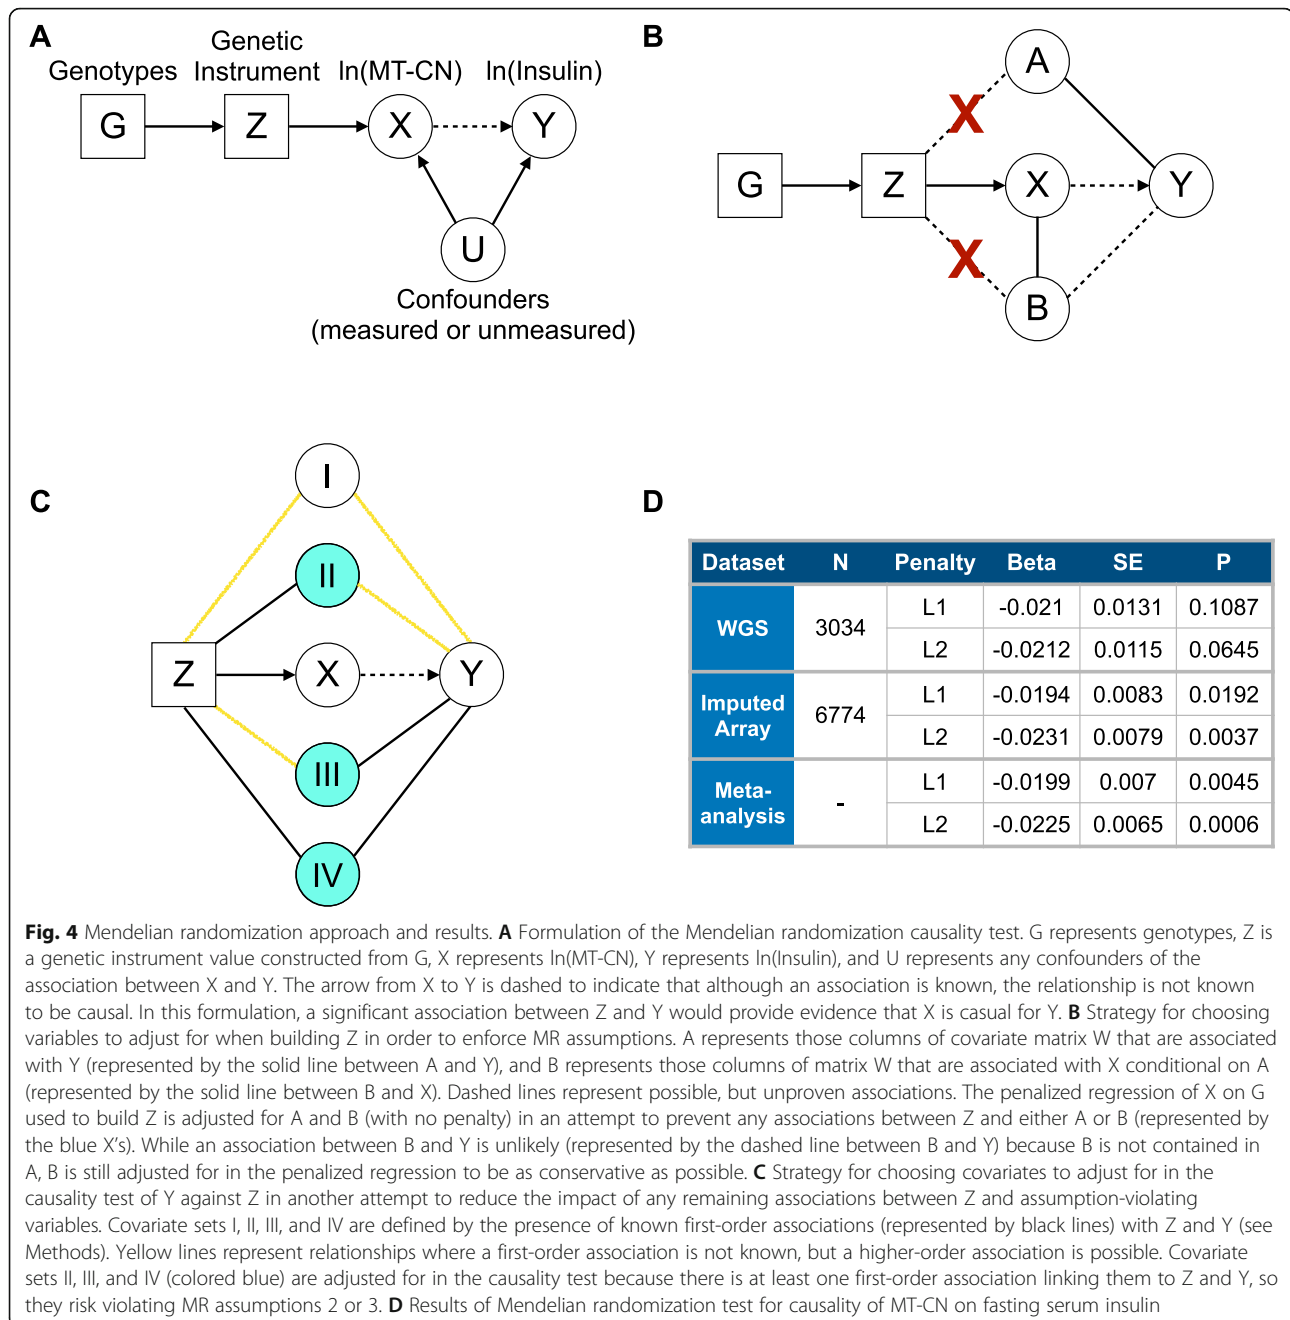 A
Genotypes
Genetic
Instrument
ln(MT-CN)
ln(Insulin)
G
Z
X
Y
U
Confounders
(measured or unmeasured)
B
A
X
G
Z
X
Y
X
B
C
I
II
Z
X
Y
III
IV
D
Dataset N Penalty Beta SE P
WGS 3034 L1 -0.021 0.0131 0.1087
L2 -0.0212 0.0115 0.0645
Imputed Array 6774 L1 -0.0194 0.0083 0.0192
L2 -0.0231 0.0079 0.0037
Meta-analysis - L1 -0.0199 0.007 0.0045
L2 -0.0225 0.0065 0.0006
Fig. 4 Mendelian randomization approach and results. A Formulation of the Mendelian randomization causality test. G represents genotypes, Z is
a genetic instrument value constructed from G, X represents ln(MT-CN), Y represents ln(Insulin), and U represents any confounders of the
association between X and Y. The arrow from X to Y is dashed to indicate that although an association is known, the relationship is not known
to be causal. In this formulation, a significant association between Z and Y would provide evidence that X is casual for Y. B Strategy for choosing
variables to adjust for when building Z in order to enforce MR assumptions. A represents those columns of covariate matrix W that are associated
with Y (represented by the solid line between A and Y), and B represents those columns of matrix W that are associated with X conditional on A
(represented by the solid line between B and X). Dashed lines represent possible, but unproven associations. The penalized regression of X on G
used to build Z is adjusted for A and B (with no penalty) in an attempt to prevent any associations between Z and either A or B (represented by
the blue X's). While an association between B and Y is unlikely (represented by the dashed line between B and Y) because B is not contained in
A, B is still adjusted for in the penalized regression to be as conservative as possible. C Strategy for choosing covariates to adjust for in the
causality test of Y against Z in another attempt to reduce the impact of any remaining associations between Z and assumption-violating
variables. Covariate sets I, II, III, and IV are defined by the presence of known first-order associations (represented by black lines) with Z and Y (see
Methods). Yellow lines represent relationships where a first-order association is not known, but a higher-order association is possible. Covariate
sets II, III, and IV (colored blue) are adjusted for in the causality test because there is at least one first-order association linking them to Z and Y, so
they risk violating MR assumptions 2 or 3. D Results of Mendelian randomization test for causality of MT-CN on fasting serum insulin